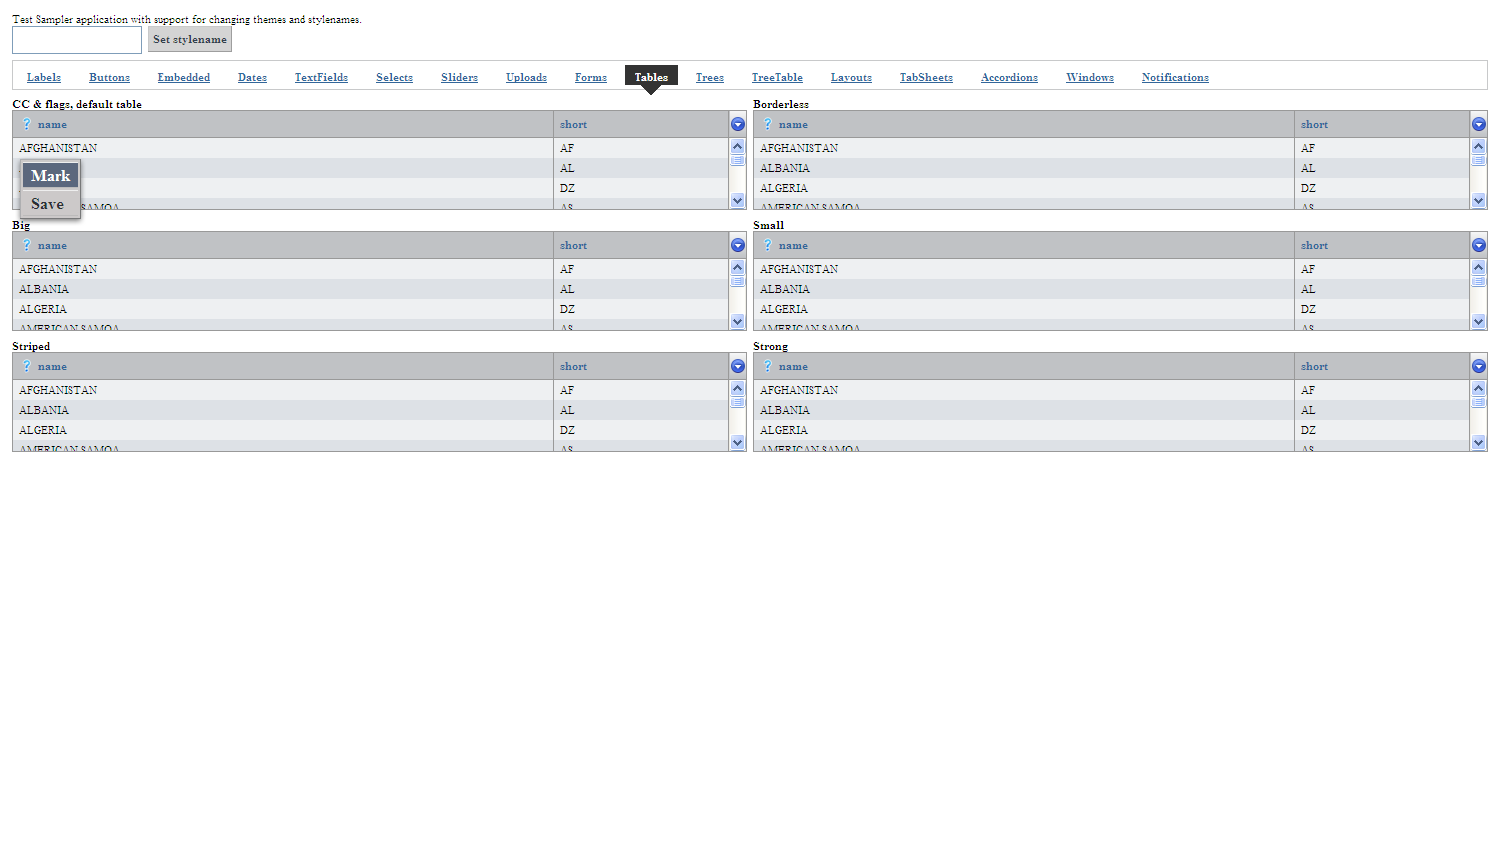 Test Sampler application with support for changing themes and stylenames.
Set stylename
Labels Buttons Embedded Dates TextFields Selects Sliders Uploads Forms Tables Trees TreeTable Layouts TabSheets Accordions Windows Notifications
CC & flags, default table
? name short
AFGHANISTAN AF
AL
DZ
SAMOA AS
Mark
Save
Borderless
? name short
AFGHANISTAN AF
ALBANIA AL
ALGERIA DZ
AMERICAN SAMOA AS
Big
? name short
AFGHANISTAN AF
ALBANIA AL
ALGERIA DZ
AMERICAN SAMOA AS
Small
? name short
AFGHANISTAN AF
ALBANIA AL
ALGERIA DZ
AMERICAN SAMOA AS
Striped
? name short
AFGHANISTAN AF
ALBANIA AL
ALGERIA DZ
AMERICAN SAMOA AS
Strong
? name short
AFGHANISTAN AF
ALBANIA AL
ALGERIA DZ
AMERICAN SAMOA AS